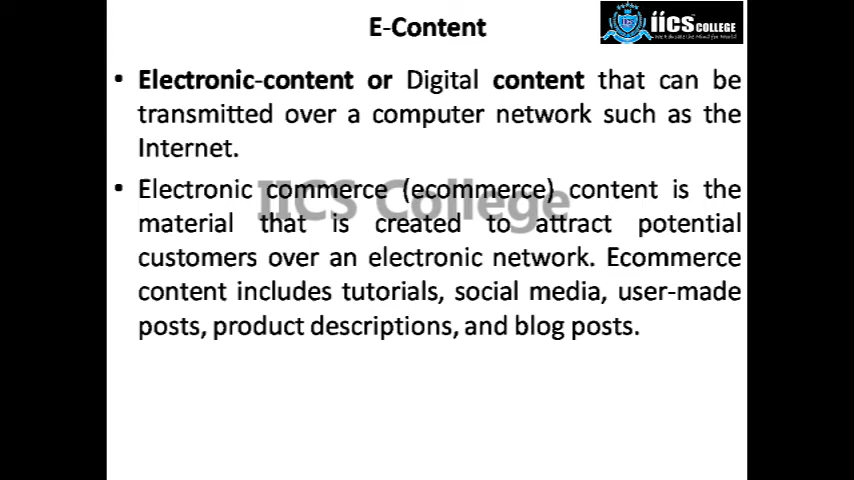 E-Content
iics COLLEGE
• Electronic-content or Digital content that can be
transmitted over a computer network such as the
Internet.
• Electronic commerce (ecommerce) content is the
IICS College
material that is created to attract potential
customers over an electronic network. Ecommerce
content includes tutorials, social media, user-made
posts, product descriptions, and blog posts.